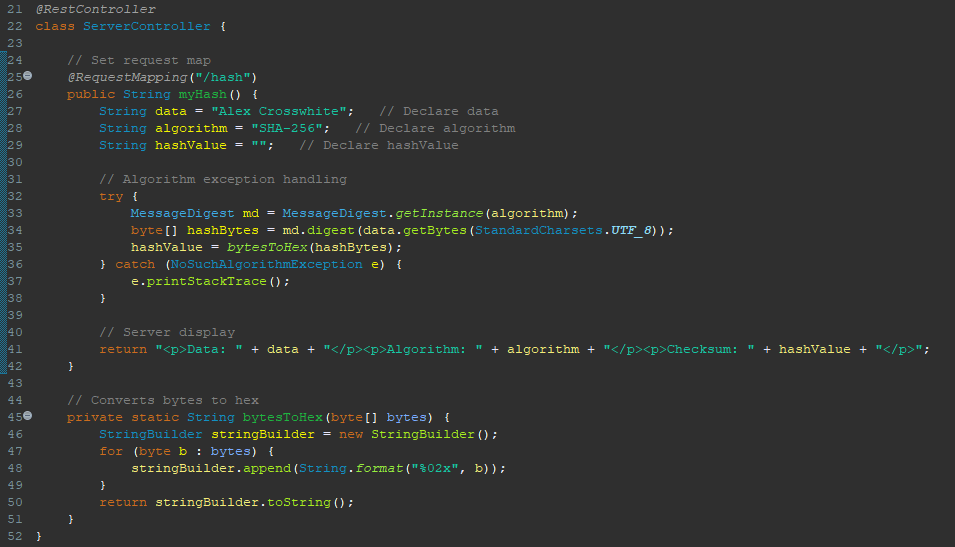 21 @RestController
22 class ServerController {
23
24     // Set request map
25     @RequestMapping("/hash")
26     public String myHash() {
27         String data = "Alex Crosswhite";   // Declare data
28         String algorithm = "SHA-256";   // Declare algorithm
29         String hashValue = "";   // Declare hashValue
30
31         // Algorithm exception handling
32         try {
33             MessageDigest md = MessageDigest.getInstance(algorithm);
34             byte[] hashBytes = md.digest(data.getBytes(StandardCharsets.UTF_8));
35             hashValue = bytesToHex(hashBytes);
36         } catch (NoSuchAlgorithmException e) {
37             e.printStackTrace();
38         }
39
40         // Server display
41         return "<p>Data: " + data + "</p><p>Algorithm: " + algorithm + "</p><p>Checksum: " + hashValue + "</p>";
42     }
43
44     // Converts bytes to hex
45     private static String bytesToHex(byte[] bytes) {
46         StringBuilder stringBuilder = new StringBuilder();
47         for (byte b : bytes) {
48             stringBuilder.append(String.format("%02x", b));
49         }
50         return stringBuilder.toString();
51     }
52 }